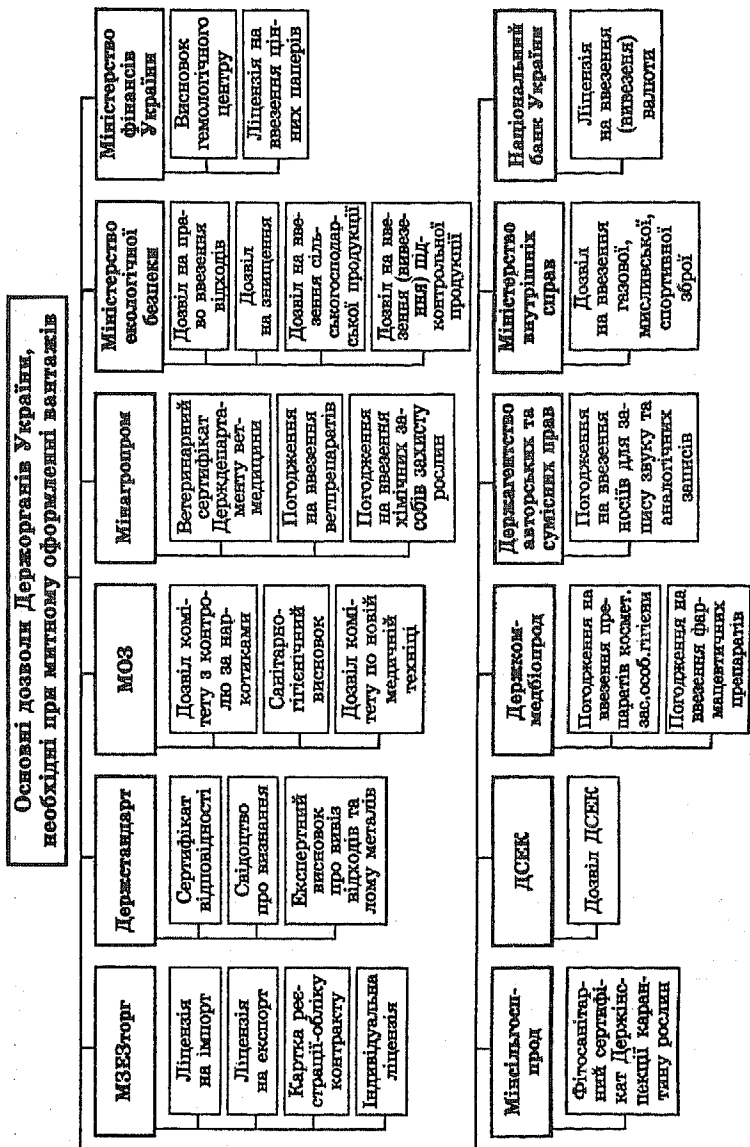 Основні дозволи Держорганів України,
необхідні при митному оформленні вантажів
МЗЕЗторг
Ліцензія
на імпорт
Ліцензія
на експорт
Картка реє-
страції-обліку
контракту
Індивідуальна
ліцензія
Держстандарт
Сертифікат
відповідності
Свідоцтво
про визнання
Експертний
висновок
про вивіз
відходів та
лому металів
МОЗ
Дозвіл комі-
тету з контро-
лю за нар-
котиками
Санітарно-
гігієнічний
висновок
Дозвіл комі-
тету по новій
медичній
техніці
Мінагропром
Ветеринарний
сертифікат
Держдепарта-
менту вет-
медицини
Погодження
на ввезення
ветпрепаратів
Погодження
на ввезення
хімічних за-
собів захисту
рослин
Міністерство
екологічної
безпеки
Дозвіл на пра-
во ввезення
відходів
Дозвіл
на знищення
Дозвіл на вве-
зення сіль-
ськогосподар-
ської продукції
Дозвіл на вве-
зення (вивезе-
ння) під-
контрольної
продукції
Міністерство
фінансів
України
Висновок
гемологічного
центру
Ліцензія на
ввезення цін-
них паперів
Мінсільгосп-
прод
Фітосанітар-
ний сертифі-
кат Держінс-
пекції каран-
тину рослин
ДСЕК
Дозвіл ДСЕК
Держком-
медбіопрод
Погодження на
ввезення пре-
паратів космет.
зас,особ.гігієни
Погодження на
ввезення фар-
мацевтичних
препаратів
Держагентство
авторських та
сумісних прав
Погодження
на ввезення
носіїв для за-
пису звуку та
аналогічних
записів
Міністерство
внутрішніх
справ
Дозвіл
на ввезення
газової,
мисливської,
спортивної
зброї
Національний
банк України
Ліцензія
на ввезення
(вивезеня)
валюти